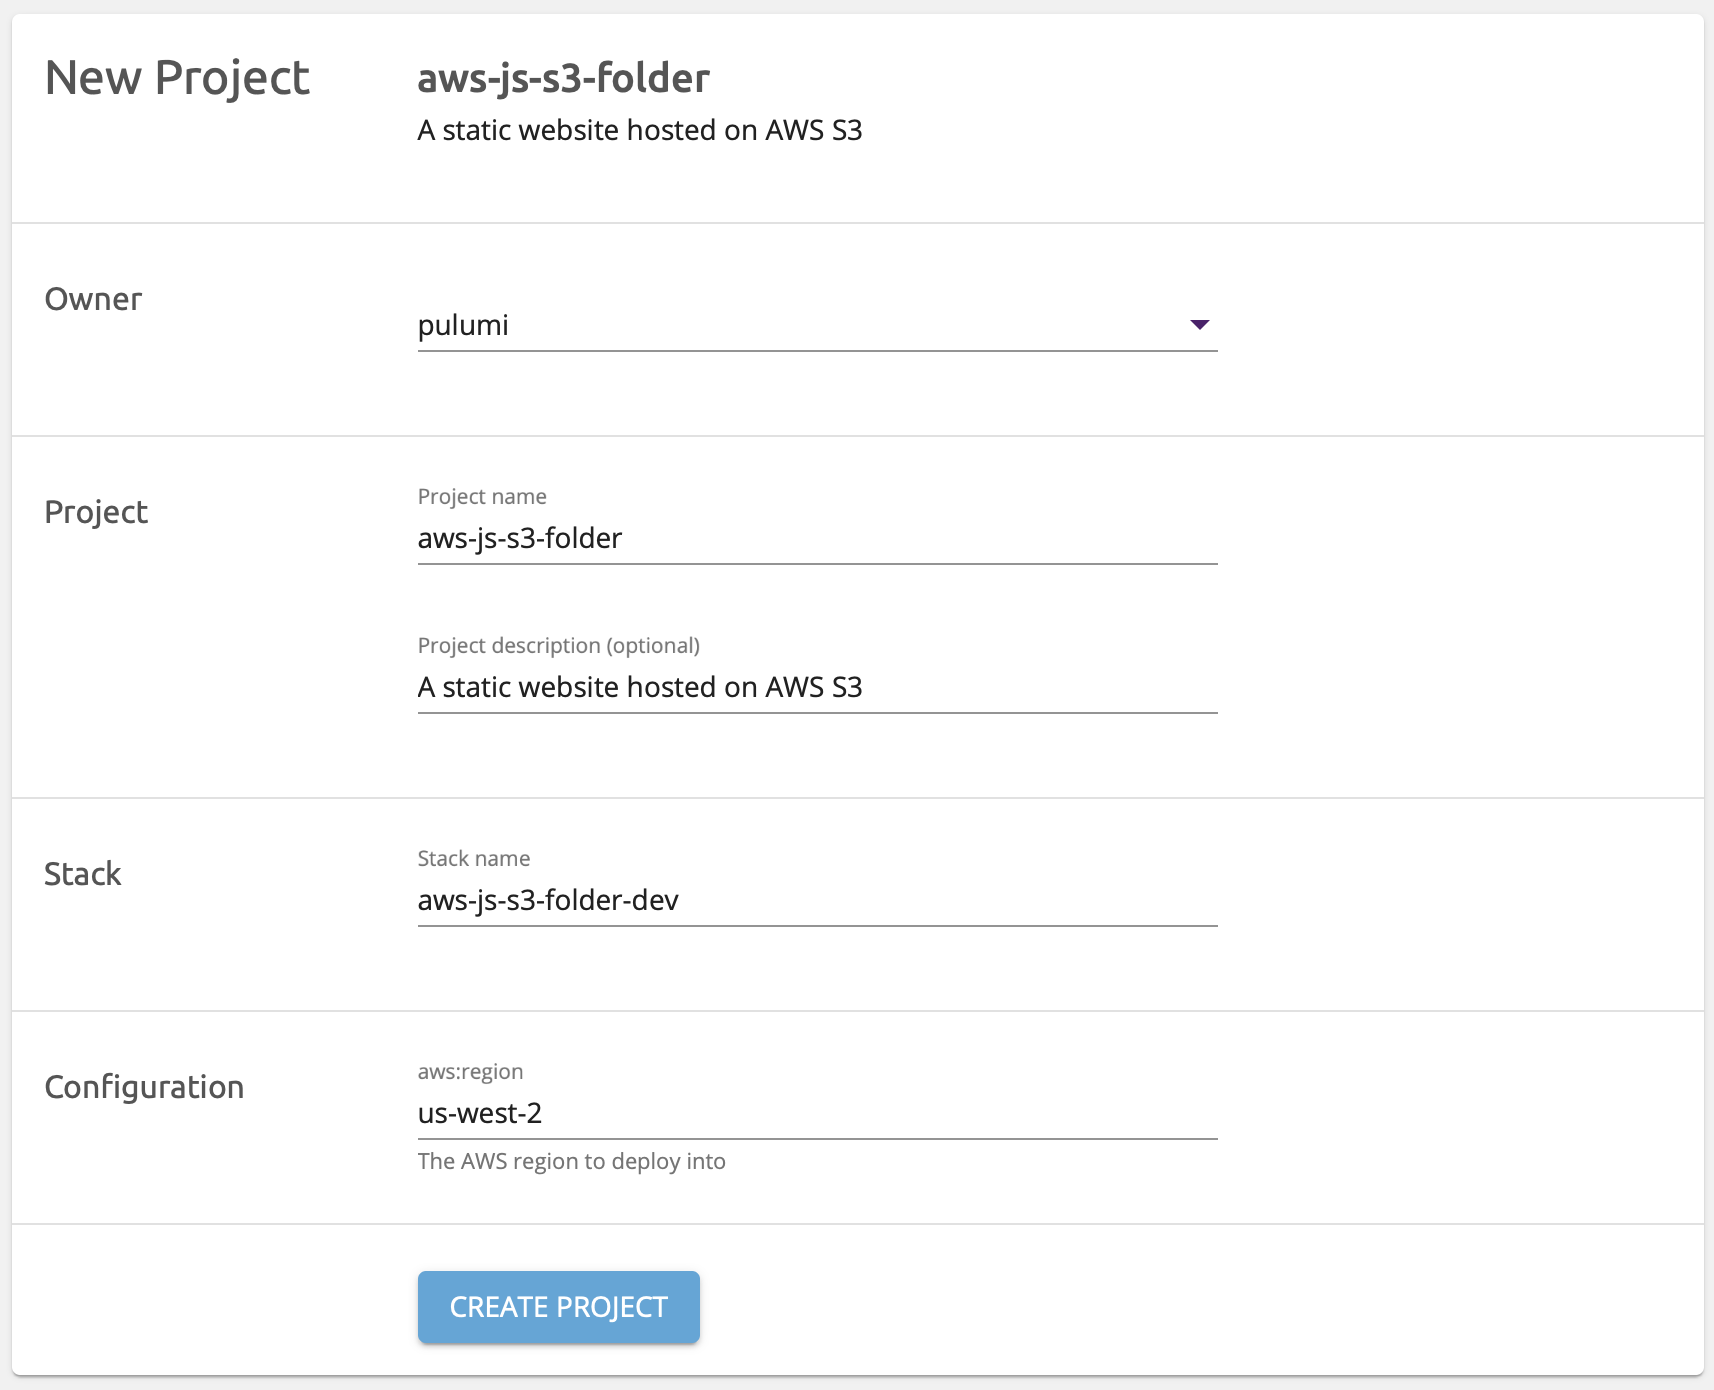 New Project
aws-js-s3-folder
A static website hosted on AWS S3
Owner
pulumi
Project
Project name
aws-js-s3-folder
Project description (optional)
A static website hosted on AWS S3
Stack
Stack name
aws-js-s3-folder-dev
Configuration
aws:region
us-west-2
The AWS region to deploy into
CREATE PROJECT